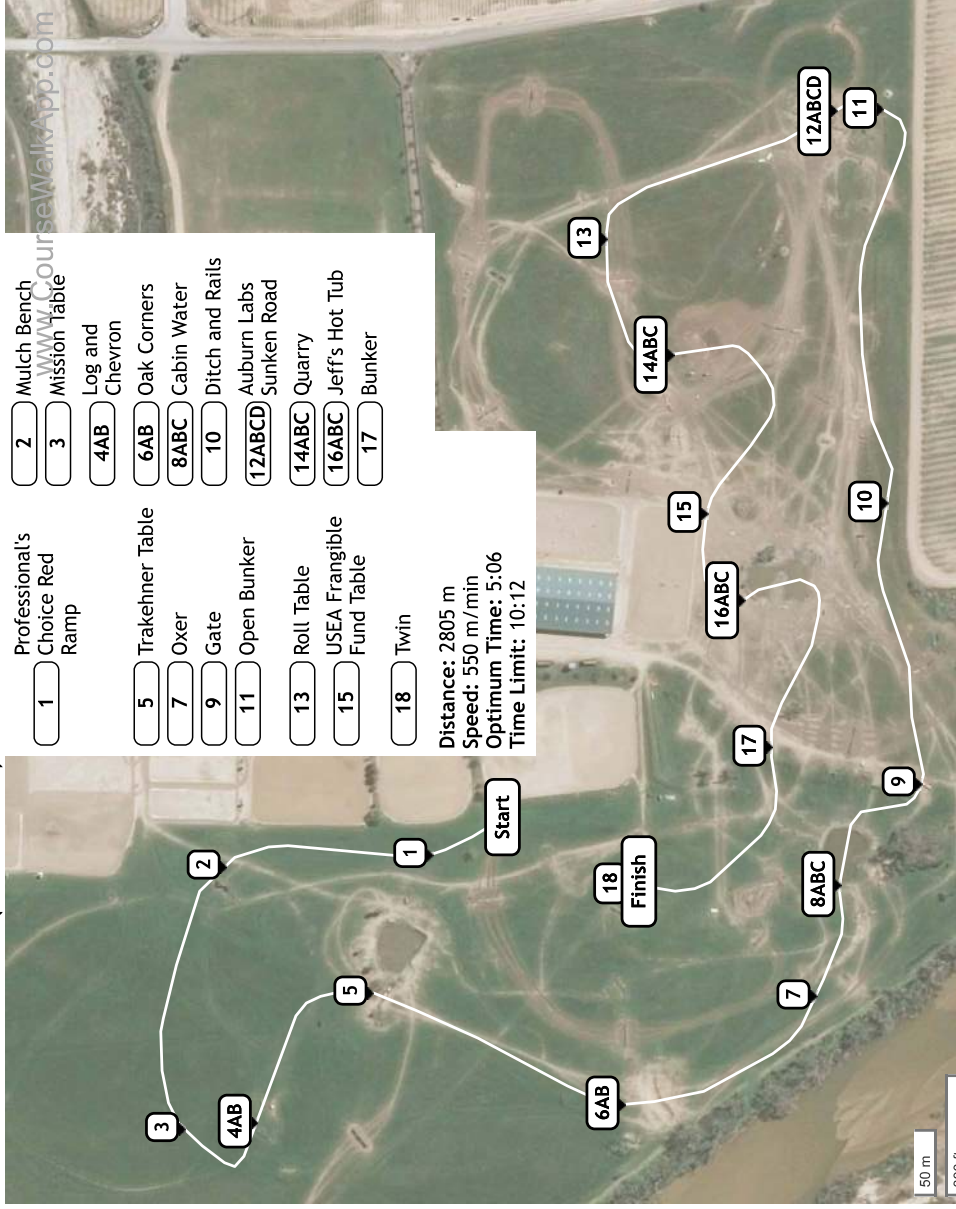 www.CourseWalkApp.com
1 Professional's
Choice Red
Ramp
2 Mulch Bench
3 Mission Table
4AB Log and
Chevron
5 Trakehner Table
6AB Oak Corners
7 Oxer
8ABC Cabin Water
9 Gate
10 Ditch and Rails
11 Open Bunker
12ABCD Auburn Labs
Sunken Road
13 Roll Table
14ABC Quarry
15 USEA Frangible
Fund Table
16ABC Jeff's Hot Tub
17 Bunker
18 Twin
Distance: 2805 m
Speed: 550 m/min
Optimum Time: 5:06
Time Limit: 10:12
Start
1
2
3
4AB
5
6AB
7
8ABC
9
10
11
12ABCD
13
14ABC
15
16ABC
17
18
Finish
50 m